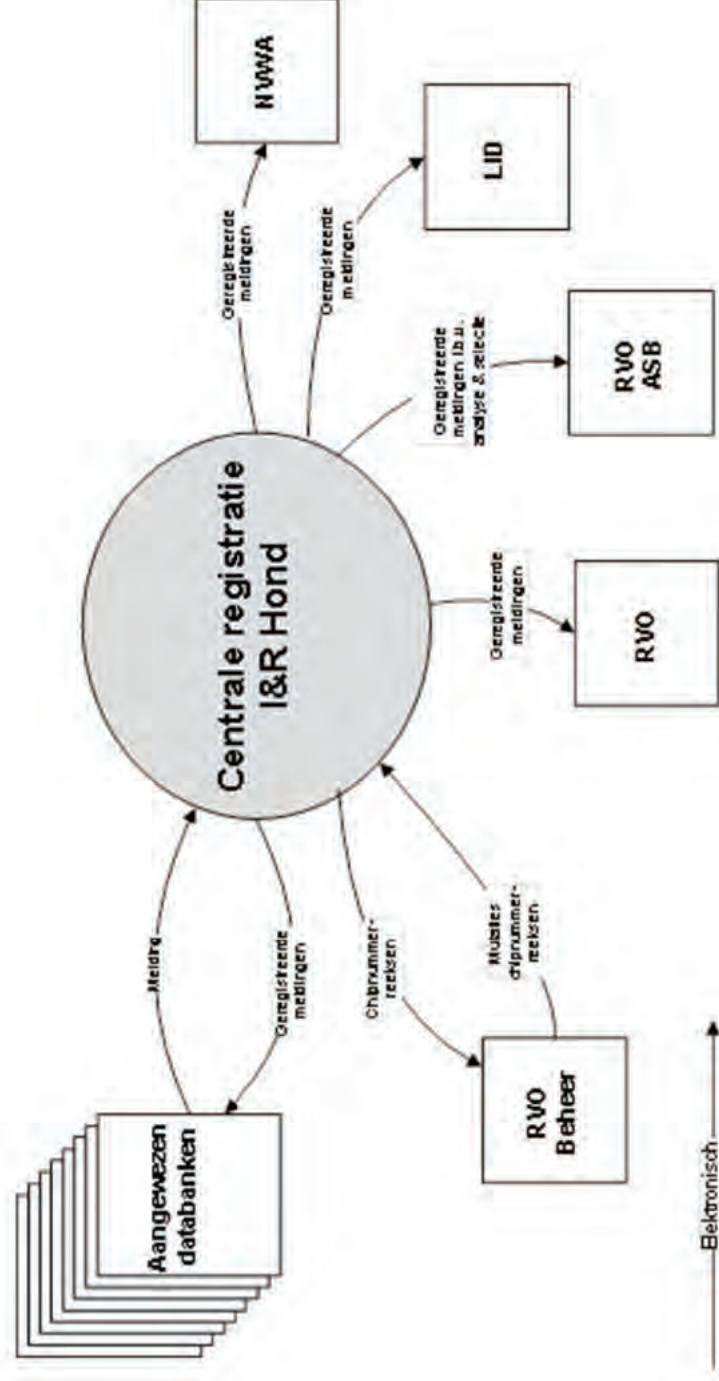 Aangewezen
databanken
Melding
Geregistreerde
meldingen
Centrale registratie
I&R Hond
Geregistreerde
meldingen
NVWA
Geregistreerde
meldingen
LID
Geregistreerde
meldingen t.b.v.
analyse & selectie
RVO
ASB
Geregistreerde
meldingen
RVO
Chipnummer-
reeksen
Mutaties
chipnummer-
reeksen
RVO
Beheer
Elektronisch